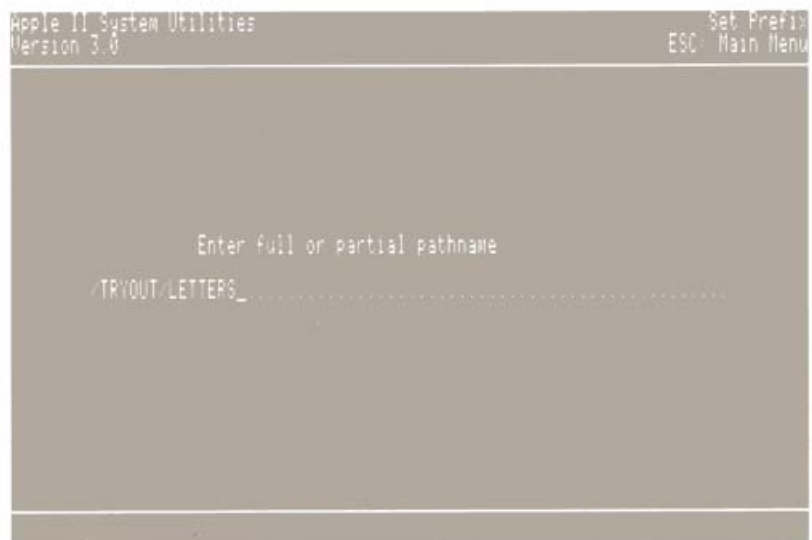 Apple II System Utilities
Set Prefix
Version 3.0
ESC: Main Menu
Enter full or partial pathname
/TRYOUT/LETTERS_